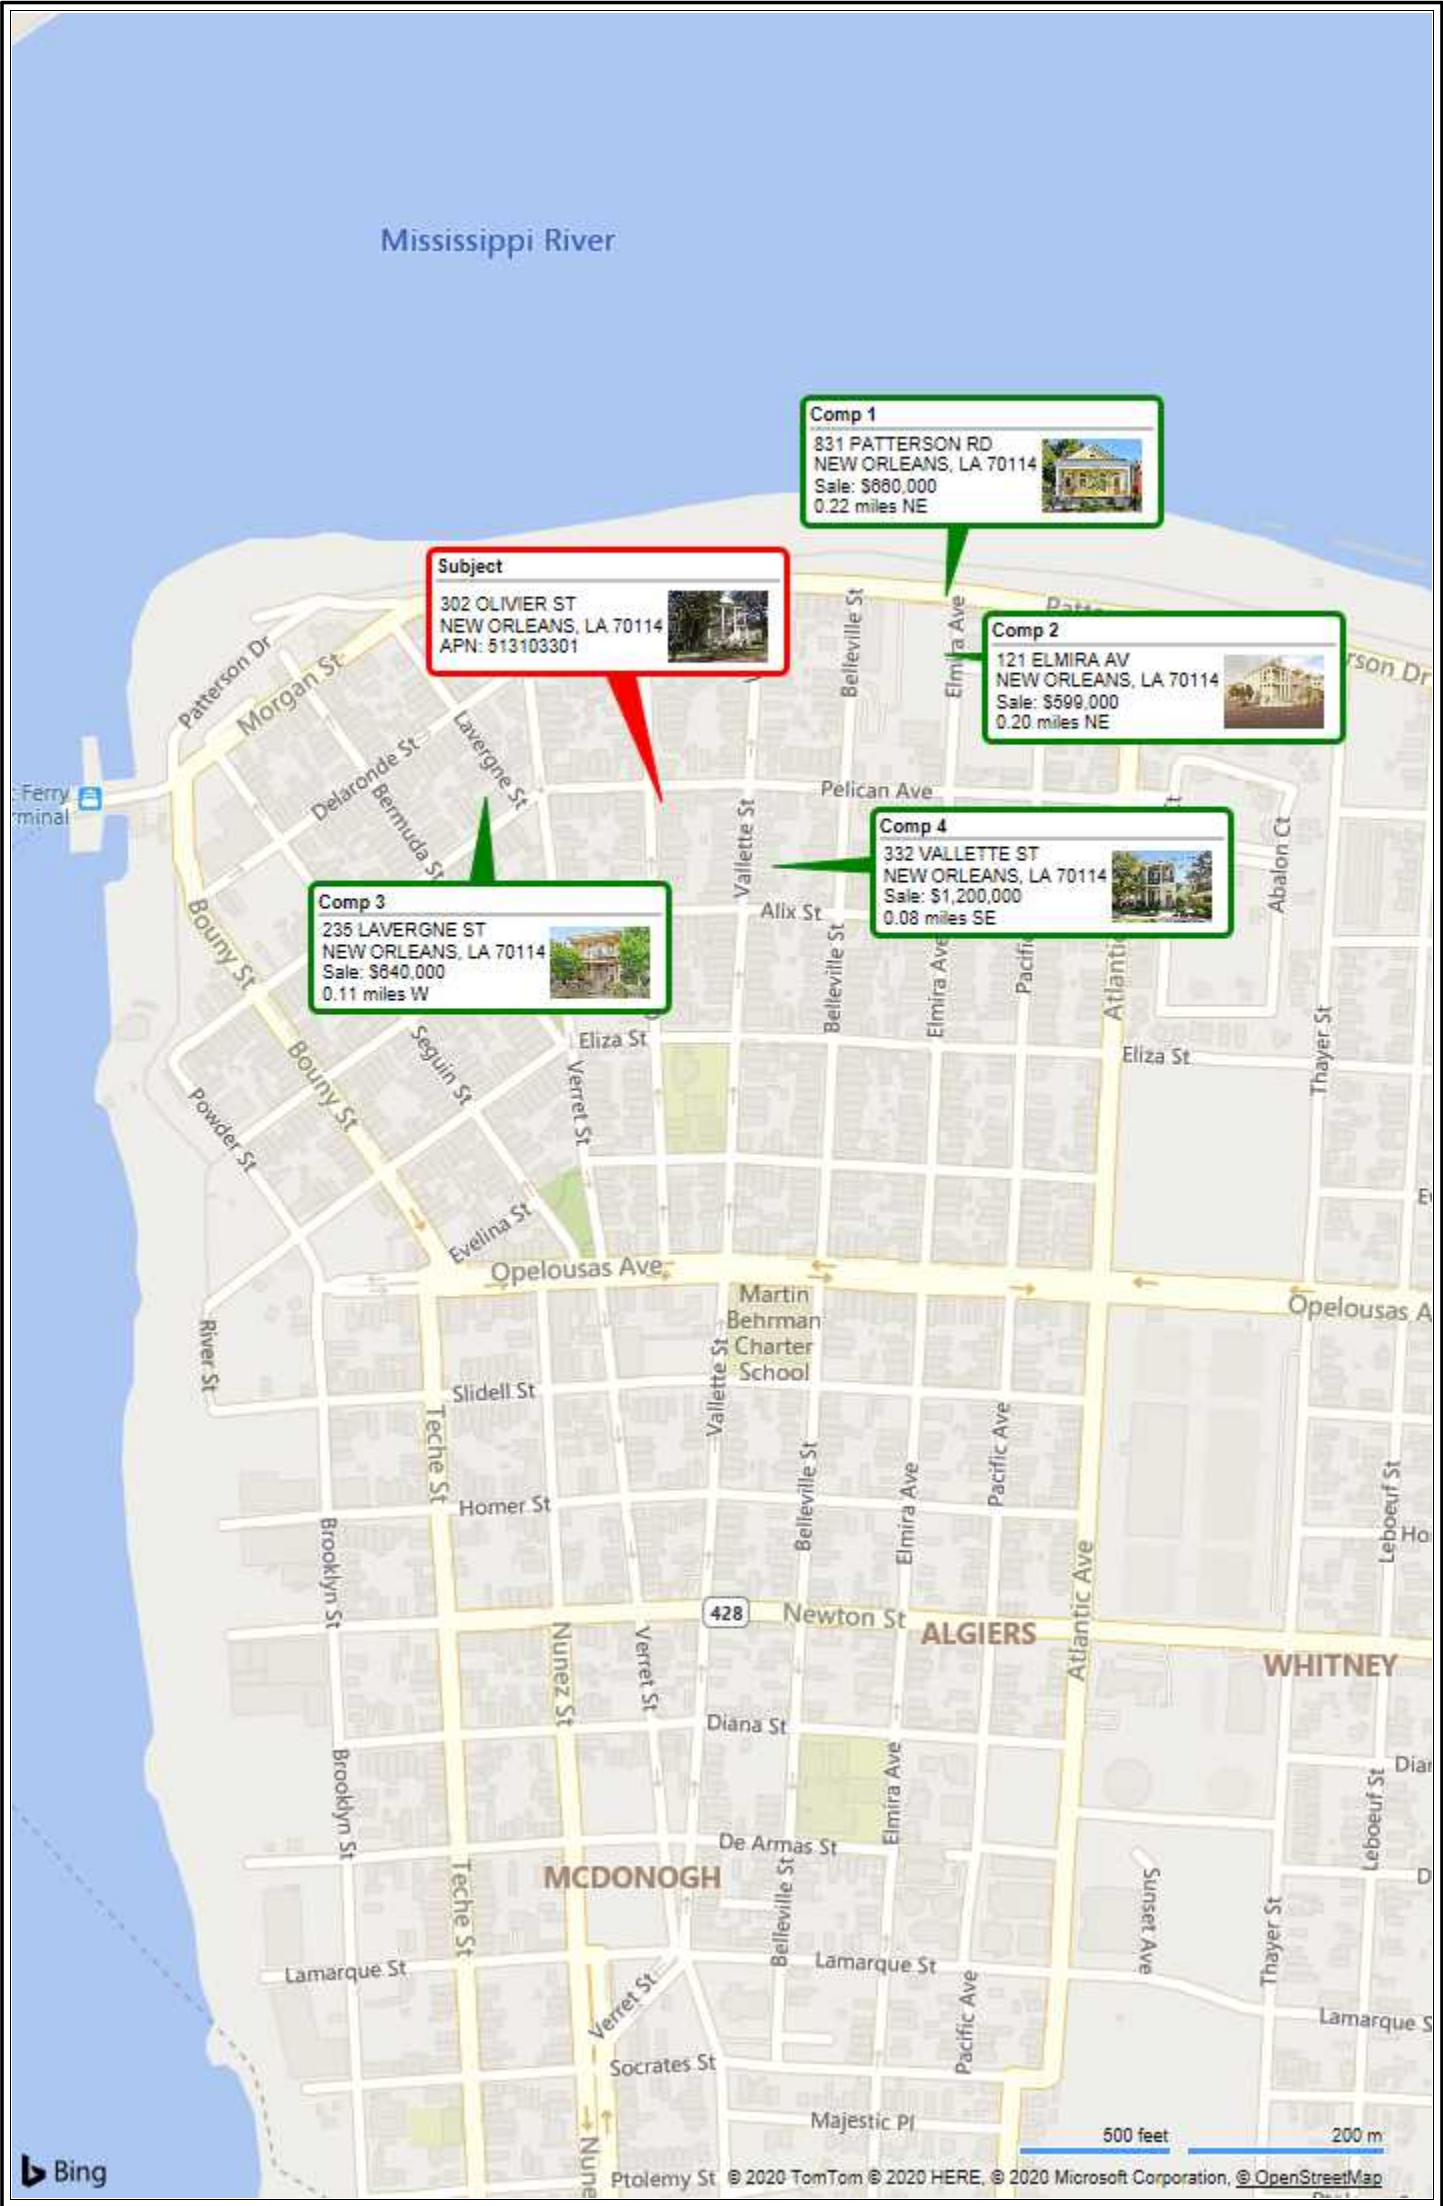 Mississippi River
Comp 1
831 PATTERSON RD
NEW ORLEANS, LA 70114
Sale: $660,000
0.22 miles NE
Subject
302 OLIVIER ST
NEW ORLEANS, LA 70114
APN: 513103301
Comp 2
121 ELMIRA AV
NEW ORLEANS, LA 70114
Sale: $599,000
0.20 miles NE
Patterson Dr
Morgan St
Belleville St
Elmira Ave
rson Dr
Lavergne St
Delaronde St
Bermuda St
Ferry
rminal
Pelican Ave
Vallette St
Comp 4
332 VALLETTE ST
NEW ORLEANS, LA 70114
Sale: $1,200,000
0.08 miles SE
Abalon Ct
Alix St
Comp 3
235 LAVERGNE ST
NEW ORLEANS, LA 70114
Sale: $640,000
0.11 miles W
Bouny St
Belleville St
Elmira Ave
Pacific
Atlantic
Eliza St
Eliza St
Thayer St
Bouny St
Seguin St
Verret St
Powder St
Evelina St
Opelousas Ave
Martin
Behrman
Charter
School
Opelousas A
River St
Vallette St
Slidell St
Teche St
Belleville St
Elmira Ave
Pacific Ave
Leboeuf St
Homer St
Ho
Brooklyn St
428
Newton St
ALGIERS
Atlantic Ave
WHITNEY
Nunez St
Verret St
Diana St
Diar
Brooklyn St
Elmira Ave
Leboeuf St
De Armas St
MCDONOGH
D
Teche St
Belleville St
Sunset Ave
Thayer St
Lamarque St
Lamarque St
Lamarque S
Verret St
Pacific Ave
Socrates St
Majestic Pl
500 feet
200 m
Nune
Bing
Ptolemy St
© 2020 TomTom © 2020 HERE, © 2020 Microsoft Corporation, © OpenStreetMap